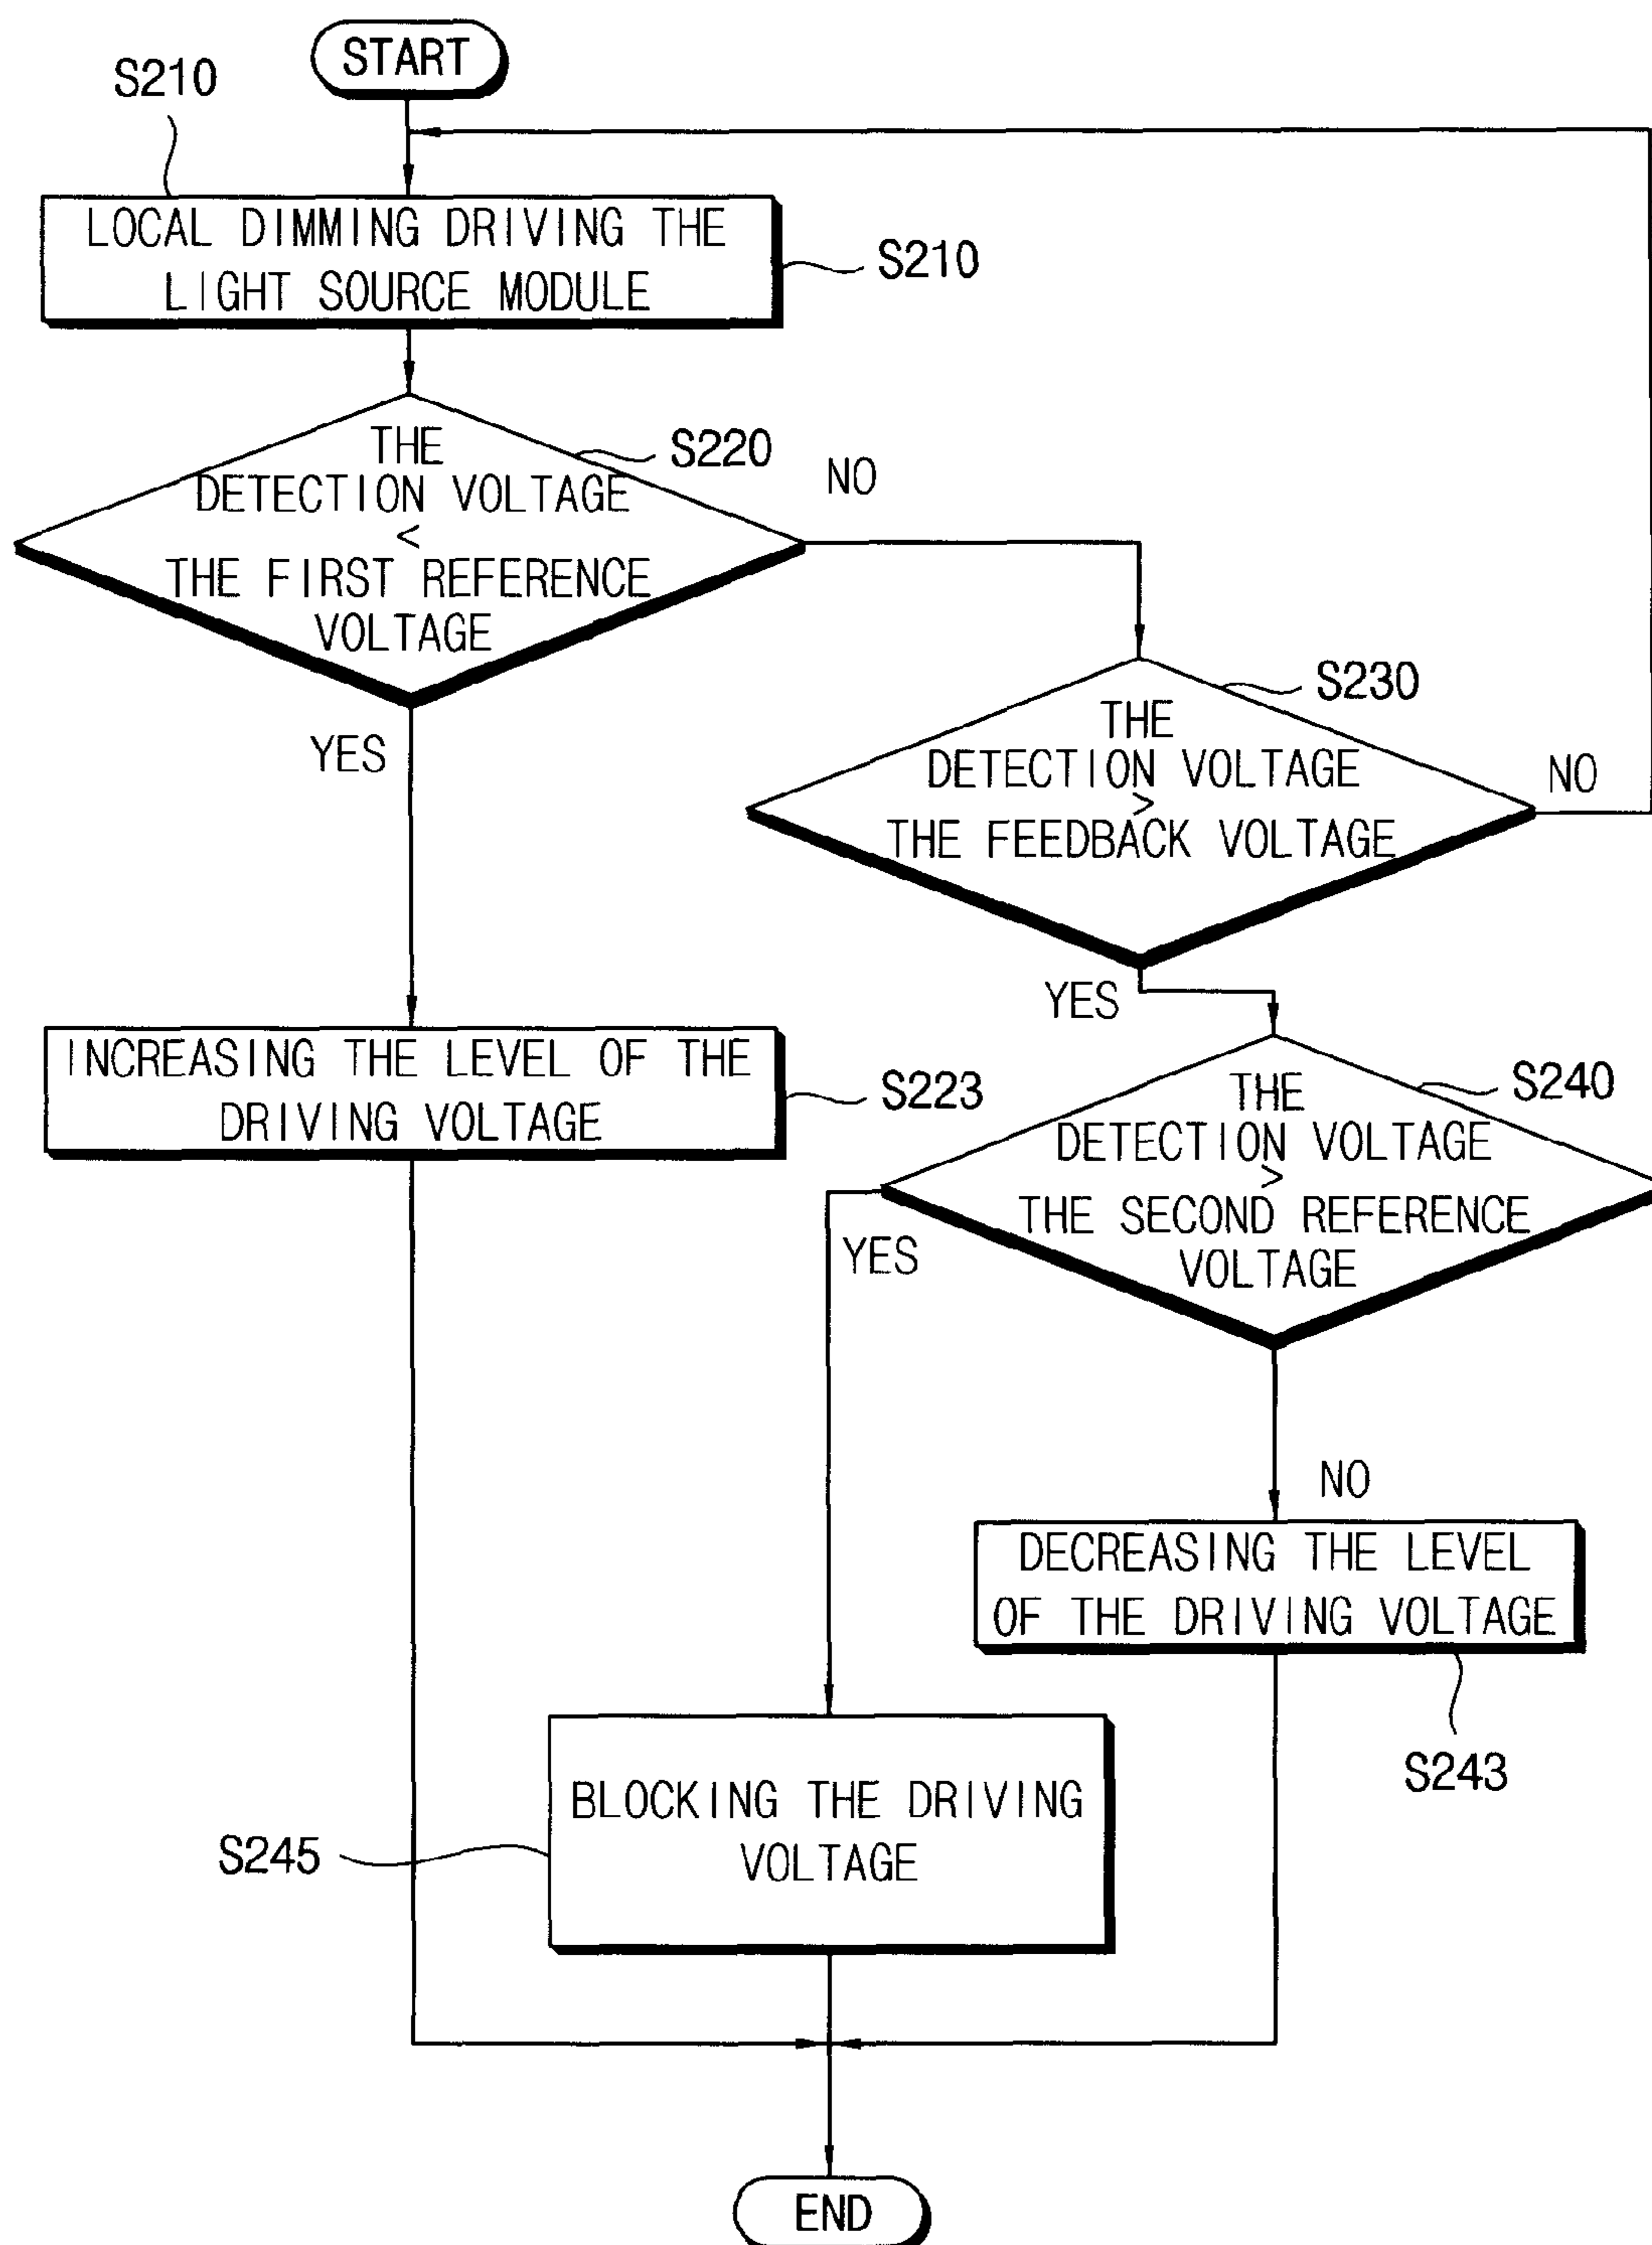 START
S210
LOCAL DIMMING DRIVING THE
LIGHT SOURCE MODULE
S210
THE
DETECTION VOLTAGE
<
THE FIRST REFERENCE
VOLTAGE
S220
NO
YES
THE
DETECTION VOLTAGE
>
THE FEEDBACK VOLTAGE
S230
NO
YES
INCREASING THE LEVEL OF THE
DRIVING VOLTAGE
S223
THE
DETECTION VOLTAGE
>
THE SECOND REFERENCE
VOLTAGE
S240
YES
NO
DECREASING THE LEVEL
OF THE DRIVING VOLTAGE
S243
BLOCKING THE DRIVING
VOLTAGE
S245
END